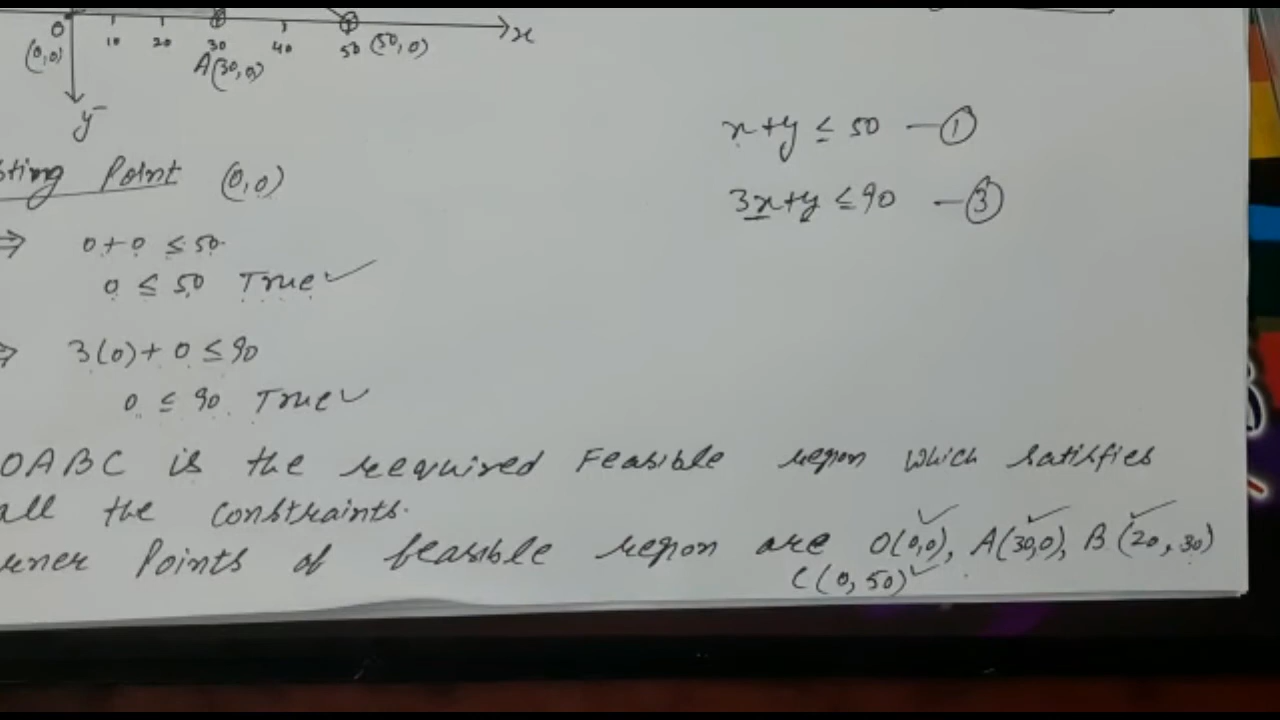 0
(0,0)
10 20 30 40 50 (50,0)
x
A(30,0)
y⁻
x+y ≤ 50 — ①
sting Point (0,0)
3x+y ≤ 90 — ③
⇒ 0+0 ≤ 50
0 ≤ 50 True ✓
⇒ 3(0)+0 ≤ 90
0 ≤ 90 True ✓
OABC is the required Feasible region which satisfies
all the constraints.
rner Points of feasible region are O(0,0), A(30,0), B(20,30)
C(0,50)